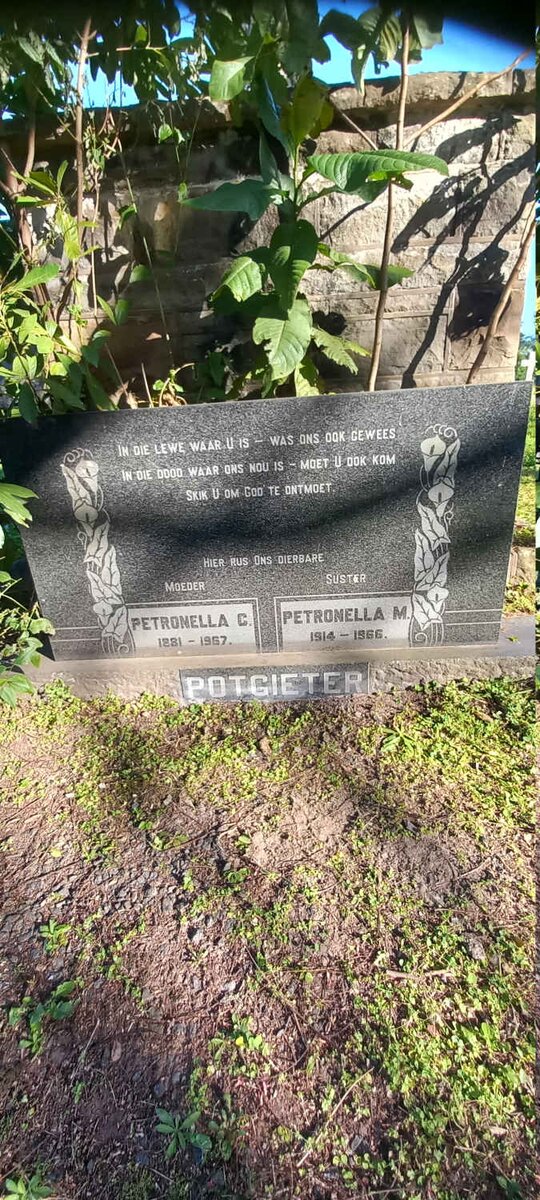 IN DIE LEWE WAAR U IS – WAS ONS OOK GEWEES
IN DIE DOOD WAAR ONS NOU IS – MOET U OOK KOM
SKIK U OM GOD TE ONTMOET.
HIER RUS ONS DIERBARE
MOEDER
PETRONELLA C.
1881 – 1967.
SUSTER
PETRONELLA M.
1914 – 1966.
POTGIETER